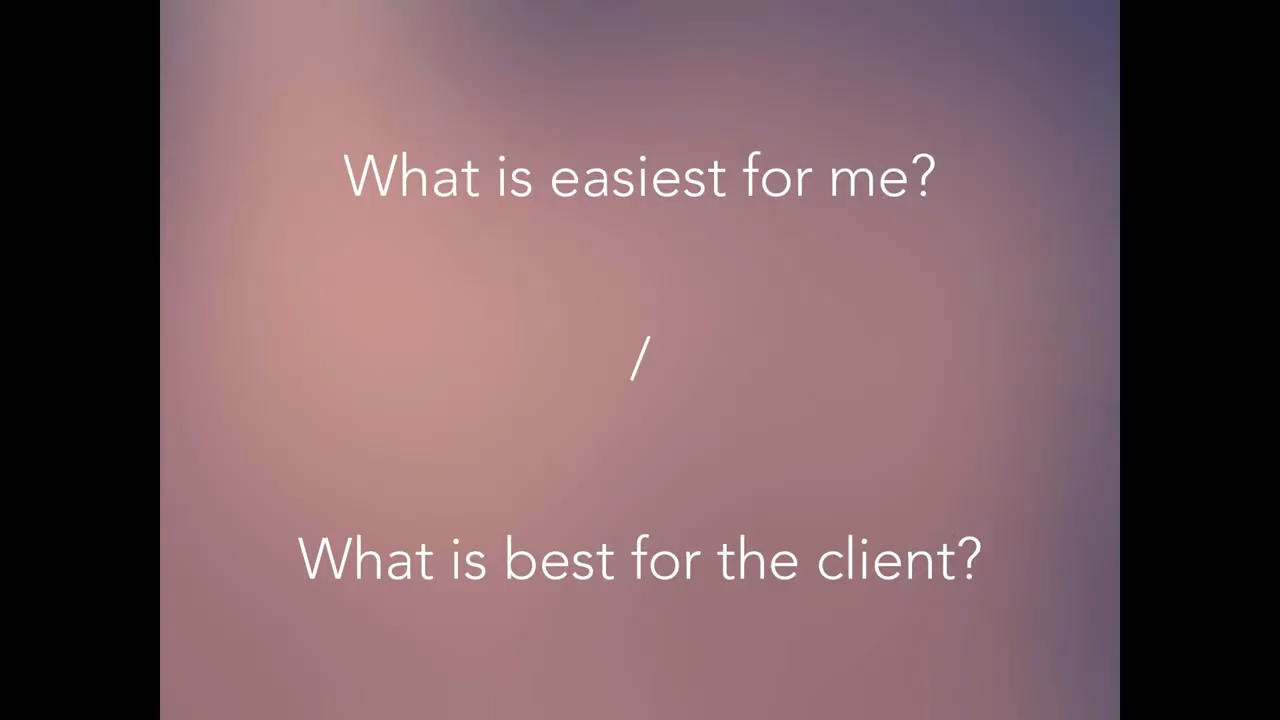 What is easiest for me?
/
What is best for the client?